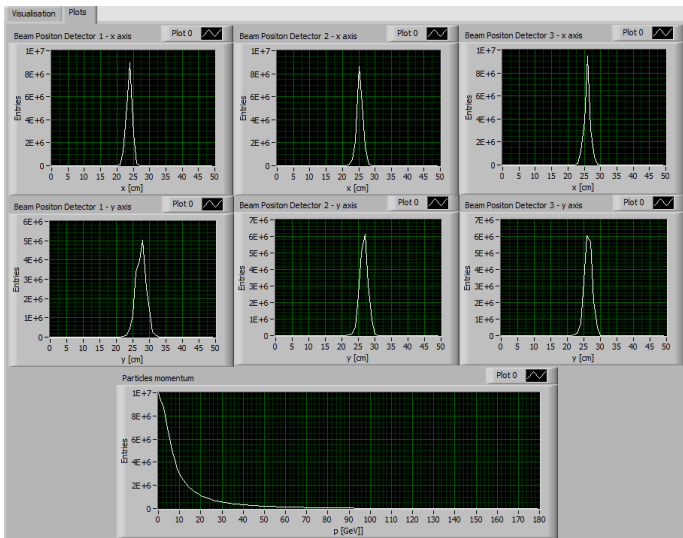 Visualisation Plots
Beam Positon Detector 1 - x axis Plot 0
1E+7
8E+6
6E+6
4E+6
2E+6
0
Entries
0 5 10 15 20 25 30 35 40 45 50
x [cm]
Beam Positon Detector 2 - x axis Plot 0
1E+7
8E+6
6E+6
4E+6
2E+6
0
Entries
0 5 10 15 20 25 30 35 40 45 50
x [cm]
Beam Positon Detector 3 - x axis Plot 0
1E+7
8E+6
6E+6
4E+6
2E+6
0
Entries
0 5 10 15 20 25 30 35 40 45 50
x [cm]
Beam Positon Detector 1 - y axis Plot 0
6E+6
5E+6
4E+6
3E+6
2E+6
1E+6
0
Entries
0 5 10 15 20 25 30 35 40 45 50
y [cm]
Beam Positon Detector 2 - y axis Plot 0
7E+6
6E+6
5E+6
4E+6
3E+6
2E+6
1E+6
0
Entries
0 5 10 15 20 25 30 35 40 45 50
y [cm]
Beam Positon Detector 3 - y axis Plot 0
7E+6
6E+6
5E+6
4E+6
3E+6
2E+6
1E+6
0
Entries
0 5 10 15 20 25 30 35 40 45 50
y [cm]
Particles momentum Plot 0
1E+7
8E+6
6E+6
4E+6
2E+6
0
Entries
0 10 20 30 40 50 60 70 80 90 100 110 120 130 140 150 160 170 180
p [GeV]]